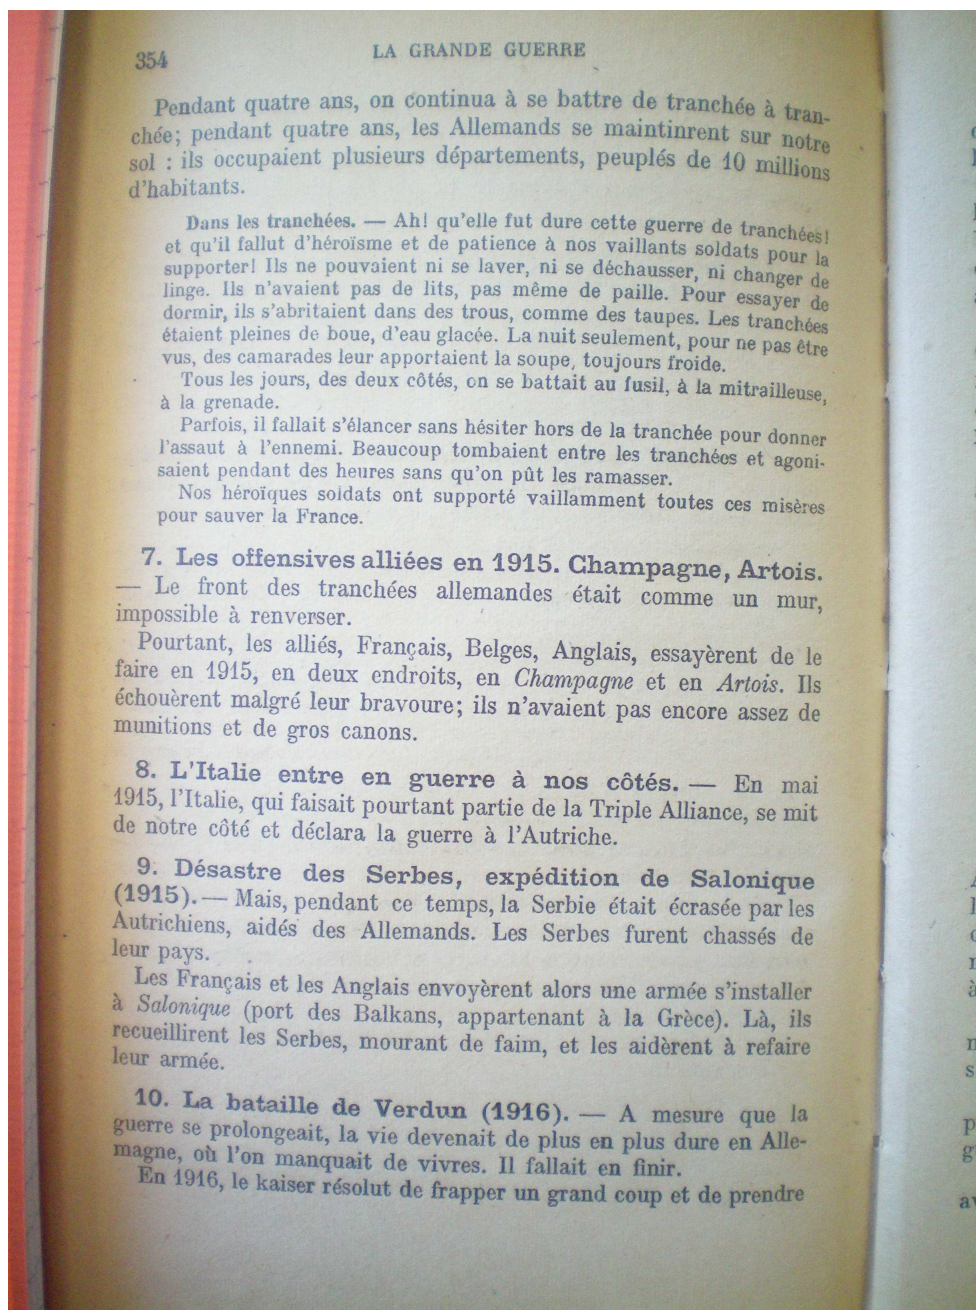 354
LA GRANDE GUERRE
Pendant quatre ans, on continua à se battre de tranchée à tran-
chée; pendant quatre ans, les Allemands se maintinrent sur notre
sol : ils occupaient plusieurs départements, peuplés de 10 millions
d'habitants.
Dans les tranchées. — Ah! qu'elle fut dure cette guerre de tranchées!
et qu'il fallut d'héroïsme et de patience à nos vaillants soldats pour la
supporter! Ils ne pouvaient ni se laver, ni se déchausser, ni changer de
linge. Ils n'avaient pas de lits, pas même de paille. Pour essayer de
dormir, ils s'abritaient dans des trous, comme des taupes. Les tranchées
étaient pleines de boue, d'eau glacée. La nuit seulement, pour ne pas être
vus, des camarades leur apportaient la soupe, toujours froide.
Tous les jours, des deux côtés, on se battait au fusil, à la mitrailleuse,
à la grenade.
Parfois, il fallait s'élancer sans hésiter hors de la tranchée pour donner
l'assaut à l'ennemi. Beaucoup tombaient entre les tranchées et agoni-
saient pendant des heures sans qu'on pût les ramasser.
Nos héroïques soldats ont supporté vaillamment toutes ces misères
pour sauver la France.
7. Les offensives alliées en 1915. Champagne, Artois.
— Le front des tranchées allemandes était comme un mur,
impossible à renverser.
Pourtant, les alliés, Français, Belges, Anglais, essayèrent de le
faire en 1915, en deux endroits, en Champagne et en Artois. Ils
échouèrent malgré leur bravoure; ils n'avaient pas encore assez de
munitions et de gros canons.
8. L'Italie entre en guerre à nos côtés. — En mai
1915, l'Italie, qui faisait pourtant partie de la Triple Alliance, se mit
de notre côté et déclara la guerre à l'Autriche.
9. Désastre des Serbes, expédition de Salonique
(1915). — Mais, pendant ce temps, la Serbie était écrasée par les
Autrichiens, aidés des Allemands. Les Serbes furent chassés de
leur pays.
Les Français et les Anglais envoyèrent alors une armée s'installer
à Salonique (port des Balkans, appartenant à la Grèce). Là, ils
recueillirent les Serbes, mourant de faim, et les aidèrent à refaire
leur armée.
10. La bataille de Verdun (1916). — A mesure que la
guerre se prolongeait, la vie devenait de plus en plus dure en Alle-
magne, où l'on manquait de vivres. Il fallait en finir.
En 1916, le kaiser résolut de frapper un grand coup et de prendre